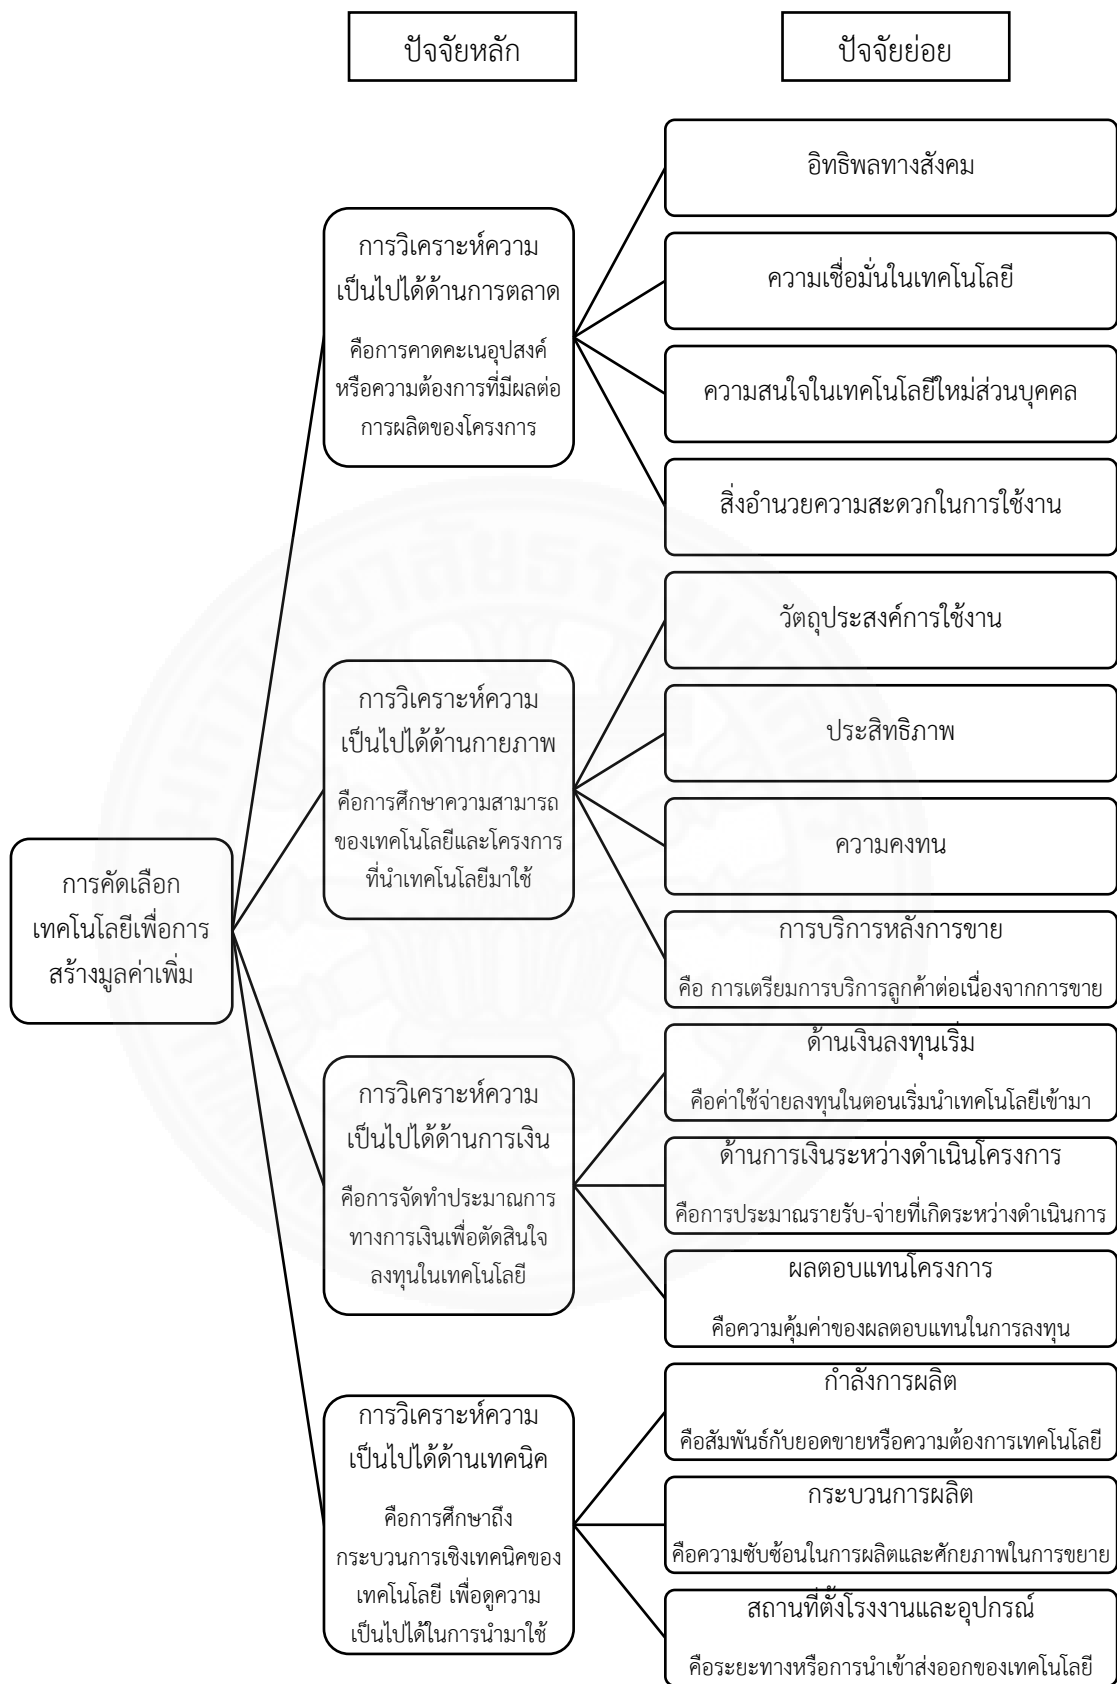 ปัจจัยหลัก
ปัจจัยย่อย
การคัดเลือก
เทคโนโลยีเพื่อการ
สร้างมูลค่าเพิ่ม
การวิเคราะห์ความ
เป็นไปได้ด้านการตลาด
คือการคาดคะเนอุปสงค์
หรือความต้องการที่มีผลต่อ
การผลิตของโครงการ
อิทธิพลทางสังคม
ความเชื่อมั่นในเทคโนโลยี
ความสนใจในเทคโนโลยีใหม่ส่วนบุคคล
สิ่งอำนวยความสะดวกในการใช้งาน
การวิเคราะห์ความ
เป็นไปได้ด้านกายภาพ
คือการศึกษาความสามารถ
ของเทคโนโลยีและโครงการ
ที่นำเทคโนโลยีมาใช้
วัตถุประสงค์การใช้งาน
ประสิทธิภาพ
ความคงทน
การบริการหลังการขาย
คือ การเตรียมการบริการลูกค้าต่อเนื่องจากการขาย
การวิเคราะห์ความ
เป็นไปได้ด้านการเงิน
คือการจัดทำประมาณการ
ทางการเงินเพื่อตัดสินใจ
ลงทุนในเทคโนโลยี
ด้านเงินลงทุนเริ่ม
คือค่าใช้จ่ายลงทุนในตอนเริ่มนำเทคโนโลยีเข้ามา
ด้านการเงินระหว่างดำเนินโครงการ
คือการประมาณรายรับ-จ่ายที่เกิดระหว่างดำเนินการ
ผลตอบแทนโครงการ
คือความคุ้มค่าของผลตอบแทนในการลงทุน
การวิเคราะห์ความ
เป็นไปได้ด้านเทคนิค
คือการศึกษาถึง
กระบวนการเชิงเทคนิคของ
เทคโนโลยี เพื่อดูความ
เป็นไปได้ในการนำมาใช้
กำลังการผลิต
คือสัมพันธ์กับยอดขายหรือความต้องการเทคโนโลยี
กระบวนการผลิต
คือความซับซ้อนในการผลิตและศักยภาพในการขยาย
สถานที่ตั้งโรงงานและอุปกรณ์
คือระยะทางหรือการนำเข้าส่งออกของเทคโนโลยี